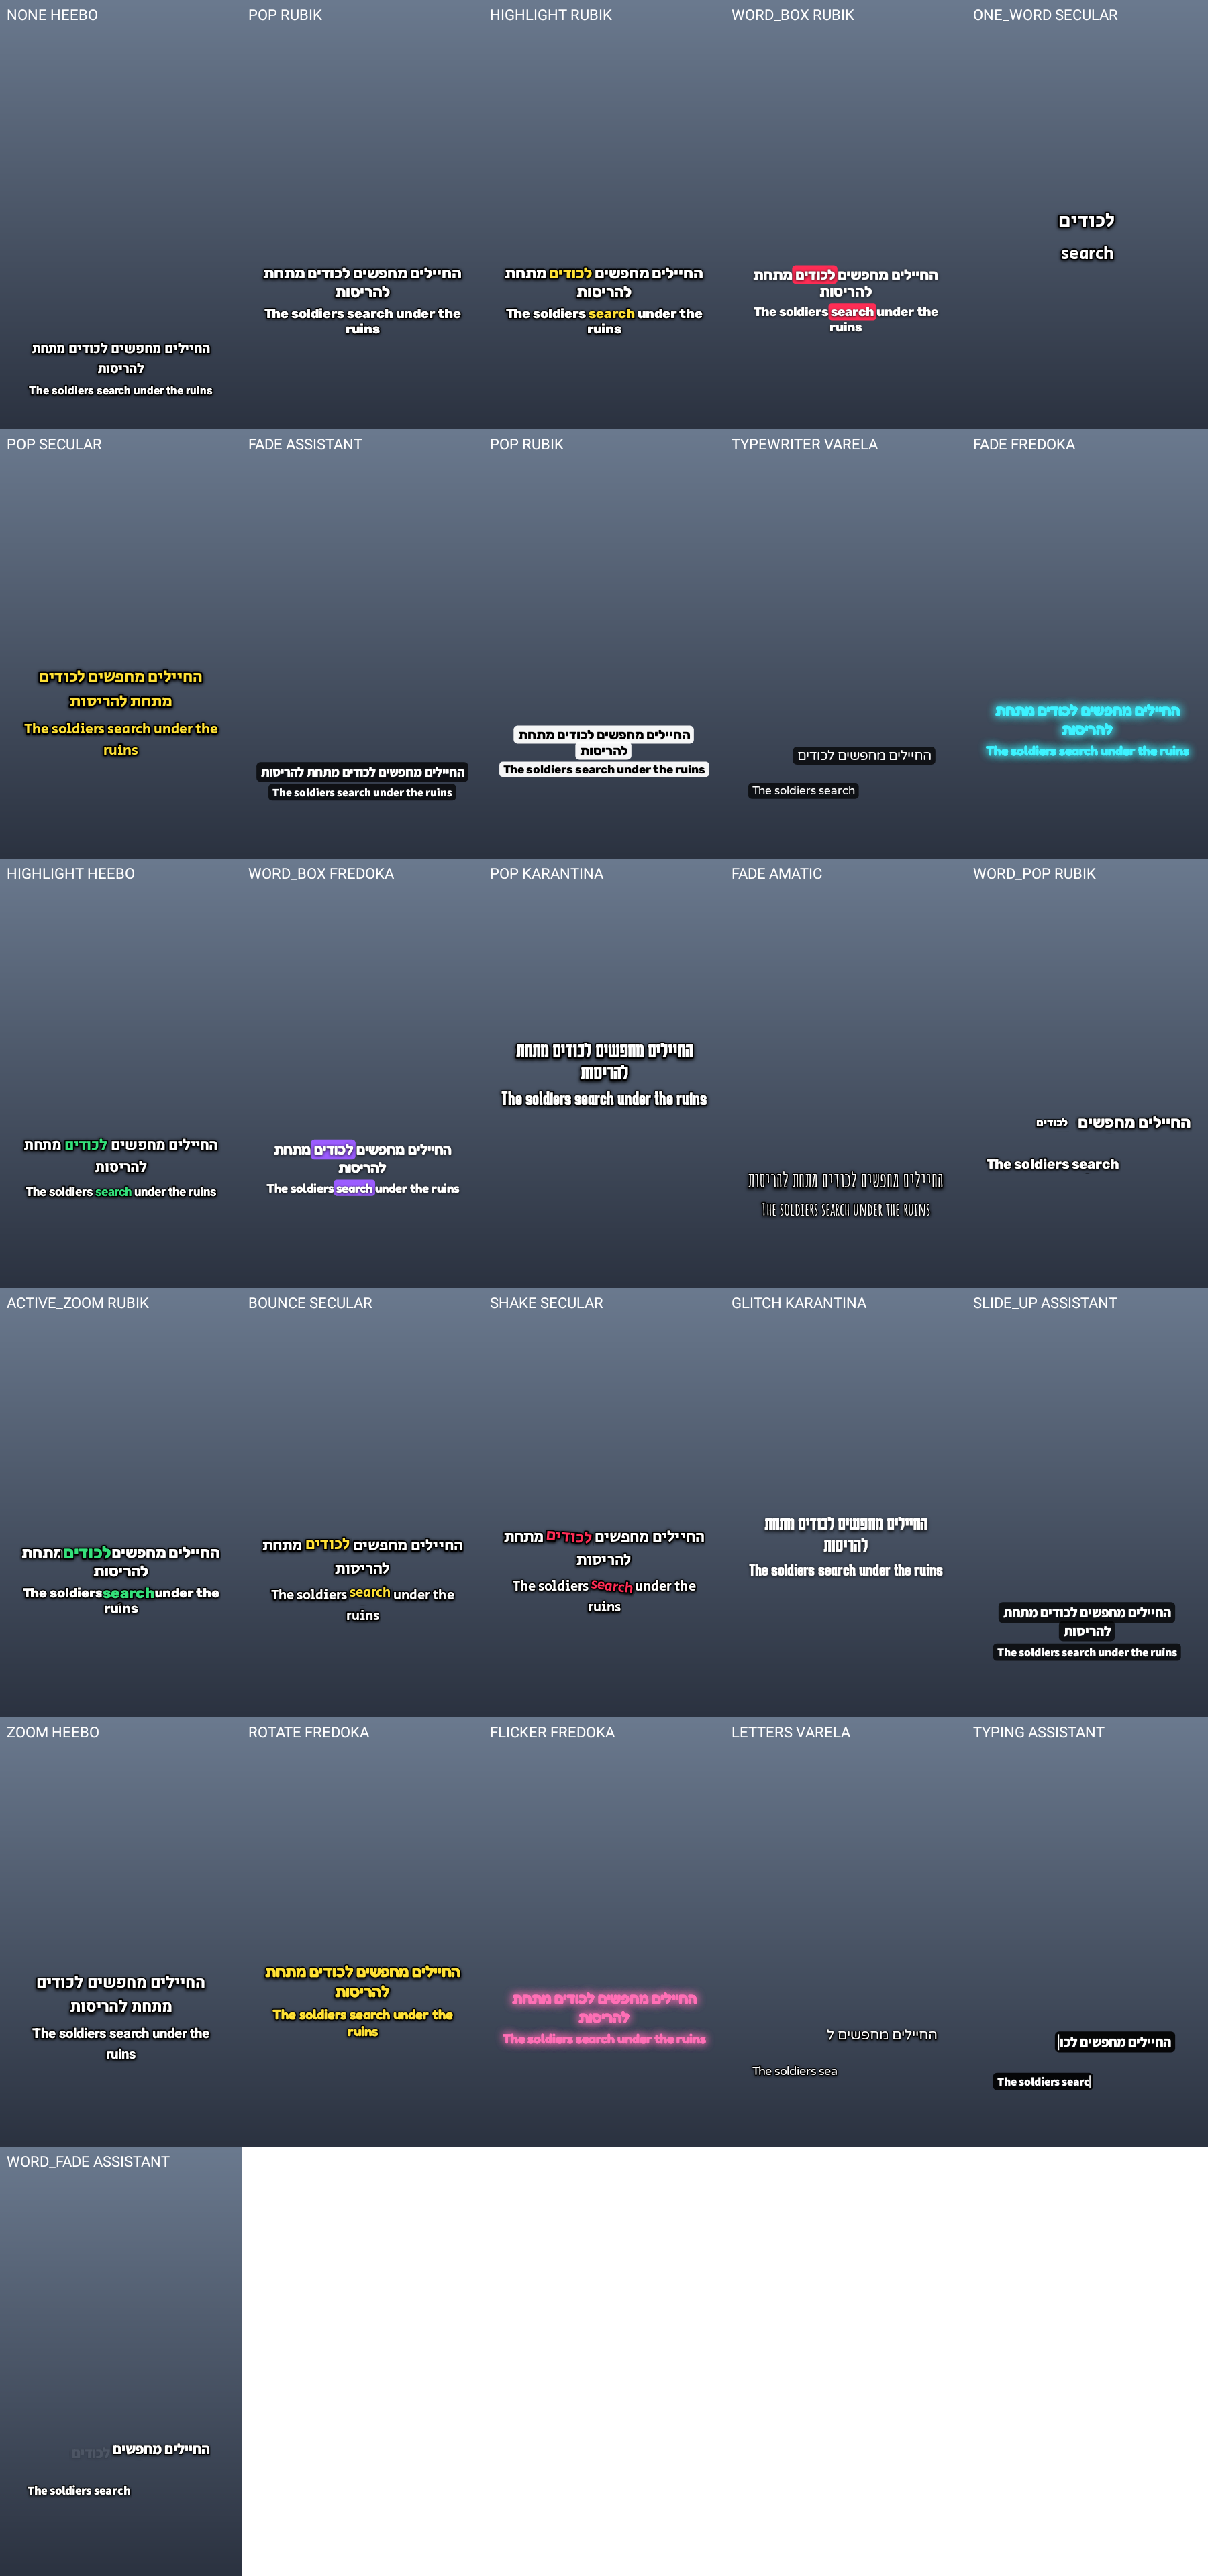 NONE HEEBO
החיילים מחפשים לכודים מתחת
להריסות
The soldiers search under the ruins
POP RUBIK
החיילים מחפשים לכודים מתחת
להריסות
The soldiers search under the
ruins
HIGHLIGHT RUBIK
החיילים מחפשים לכודים מתחת
להריסות
The soldiers search under the
ruins
WORD_BOX RUBIK
החיילים מחפשים לכודים מתחת
להריסות
The soldiers search under the
ruins
ONE_WORD SECULAR
לכודים
search
POP SECULAR
החיילים מחפשים לכודים
מתחת להריסות
The soldiers search under the
ruins
FADE ASSISTANT
החיילים מחפשים לכודים מתחת להריסות
The soldiers search under the ruins
POP RUBIK
החיילים מחפשים לכודים מתחת
להריסות
The soldiers search under the ruins
TYPEWRITER VARELA
החיילים מחפשים לכודים
The soldiers search
FADE FREDOKA
החיילים מחפשים לכודים מתחת
להריסות
The soldiers search under the ruins
HIGHLIGHT HEEBO
החיילים מחפשים לכודים מתחת
להריסות
The soldiers search under the ruins
WORD_BOX FREDOKA
החיילים מחפשים לכודים מתחת
להריסות
The soldiers search under the ruins
POP KARANTINA
החיילים מחפשים לכודים מתחת
להריסות
The soldiers search under the ruins
FADE AMATIC
החיילים מחפשים לכודים מתחת להריסות
The soldiers search under the ruins
WORD_POP RUBIK
החיילים מחפשים לכודים
The soldiers search
ACTIVE_ZOOM RUBIK
החיילים מחפשים לכודים מתחת
להריסות
The soldiers search under the
ruins
BOUNCE SECULAR
החיילים מחפשים לכודים מתחת
להריסות
The soldiers search under the
ruins
SHAKE SECULAR
החיילים מחפשים לכודים מתחת
להריסות
The soldiers search under the
ruins
GLITCH KARANTINA
החיילים מחפשים לכודים מתחת
להריסות
The soldiers search under the ruins
SLIDE_UP ASSISTANT
החיילים מחפשים לכודים מתחת
להריסות
The soldiers search under the ruins
ZOOM HEEBO
החיילים מחפשים לכודים
מתחת להריסות
The soldiers search under the
ruins
ROTATE FREDOKA
החיילים מחפשים לכודים מתחת
להריסות
The soldiers search under the
ruins
FLICKER FREDOKA
החיילים מחפשים לכודים מתחת
להריסות
The soldiers search under the ruins
LETTERS VARELA
החיילים מחפשים ל
The soldiers sea
TYPING ASSISTANT
החיילים מחפשים לכו
The soldiers searc
WORD_FADE ASSISTANT
החיילים מחפשים לכודים
The soldiers search